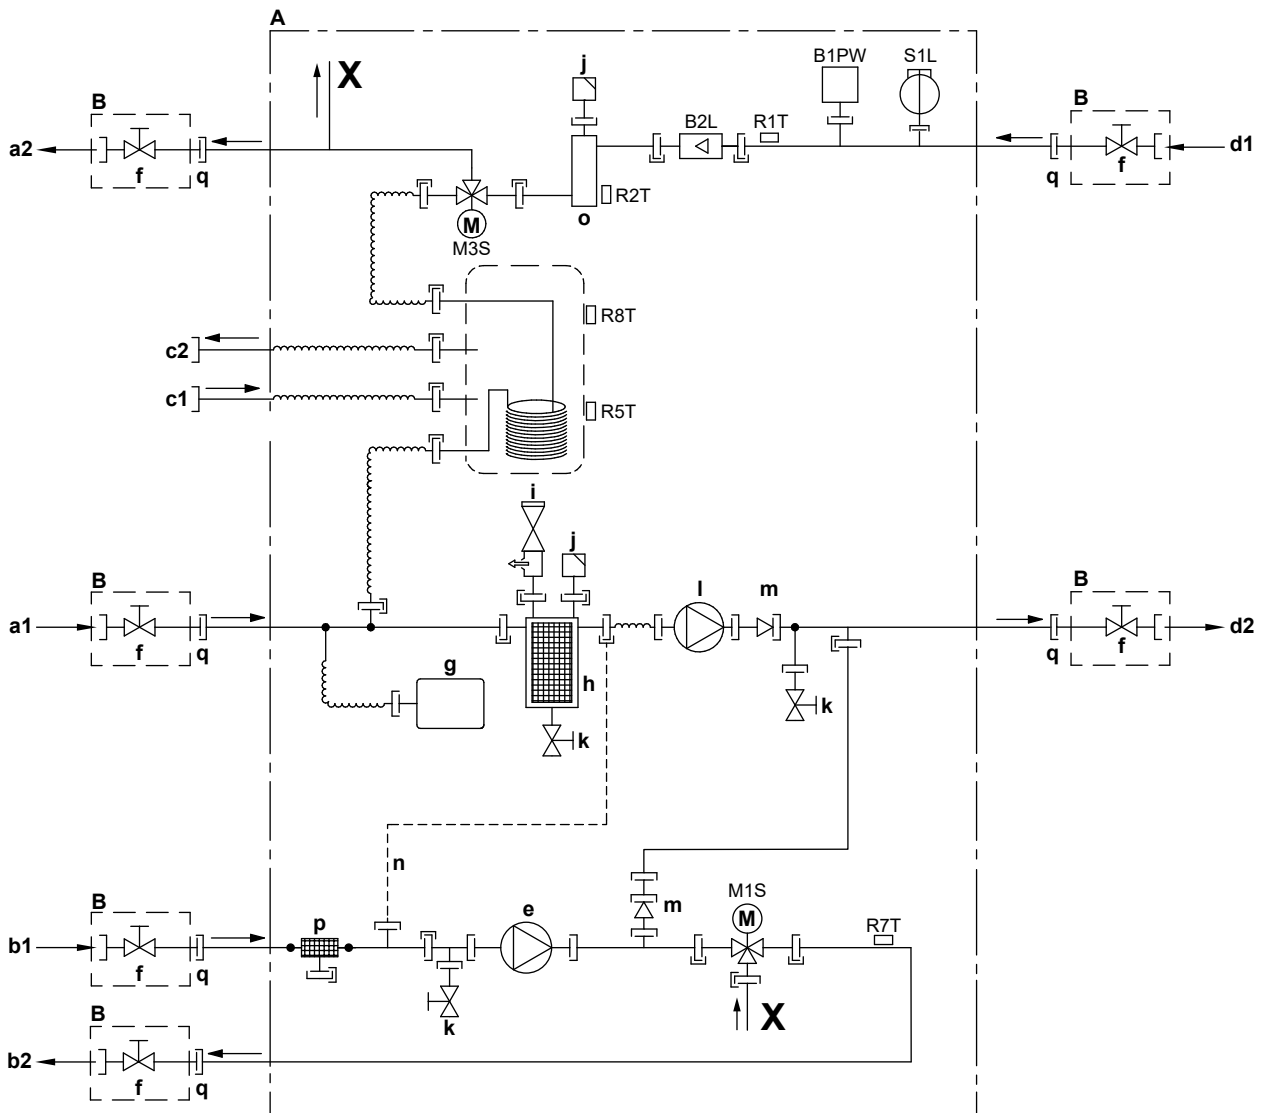 A
X
j
B1PW
S1L
B
B
a2
B2L
R1T
d1
f
q
q
f
R2T
M
o
M3S
R8T
c2
c1
R5T
i
j
l
m
B
B
a1
d2
f
q
g
h
q
f
k
k
n
M1S
B
p
e
m
M
R7T
b1
f
q
k
X
B
b2
f
q